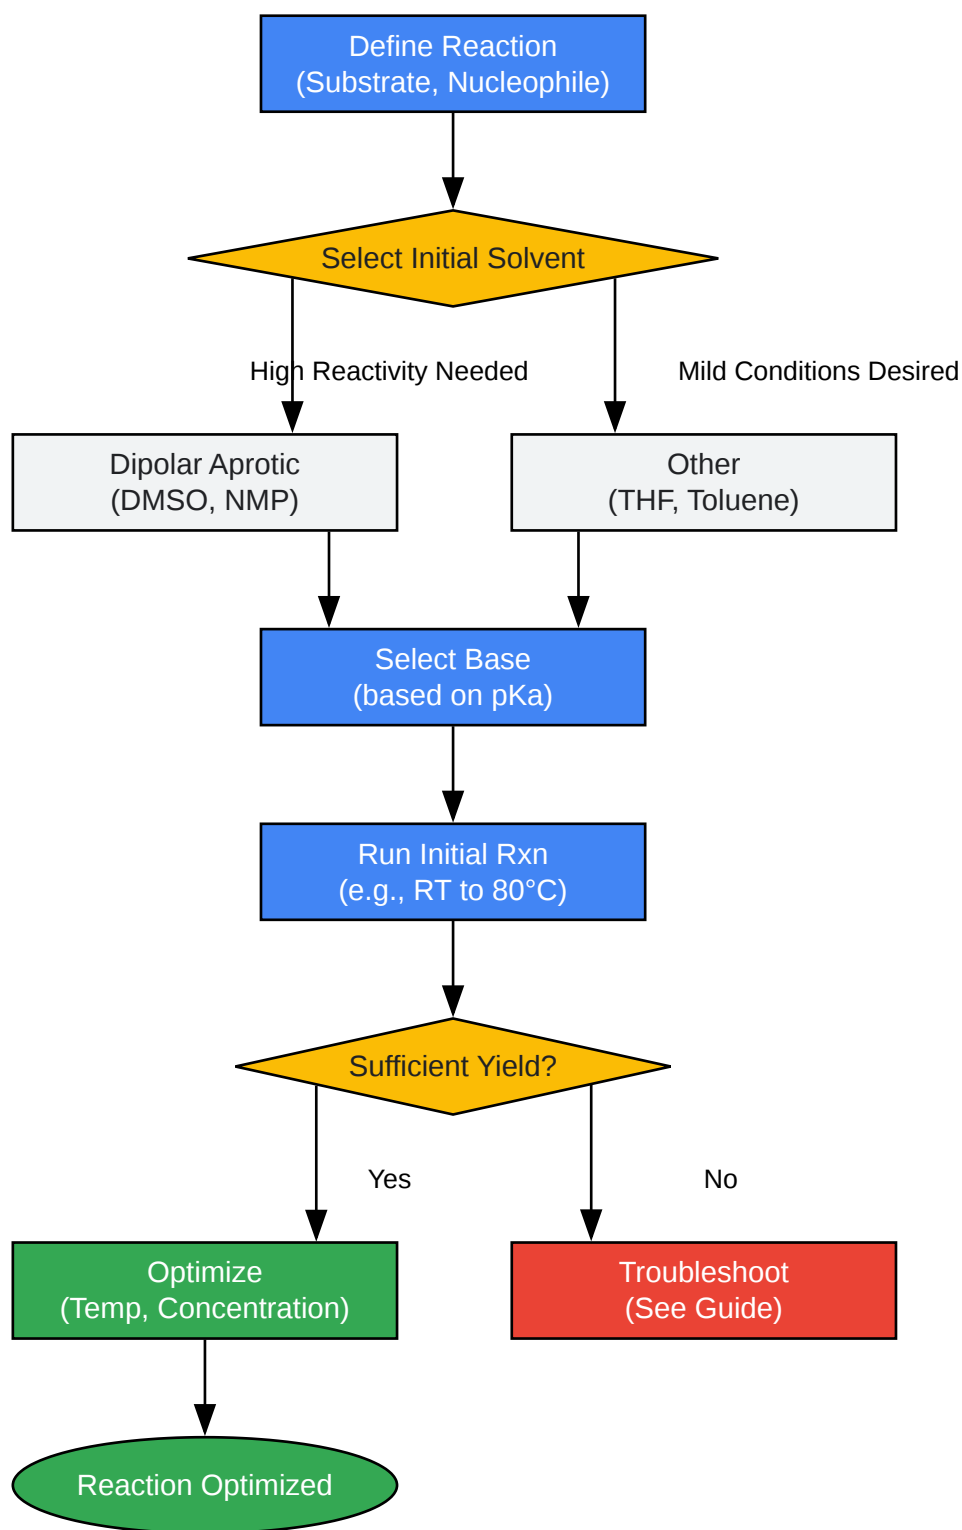 Define Reaction
(Substrate, Nucleophile)
Select Initial Solvent
High Reactivity Needed
Mild Conditions Desired
Dipolar Aprotic
(DMSO, NMP)
Other
(THF, Toluene)
Select Base
(based on pKa)
Run Initial Rxn
(e.g., RT to 80°C)
Sufficient Yield?
Yes
No
Optimize
(Temp, Concentration)
Troubleshoot
(See Guide)
Reaction Optimized